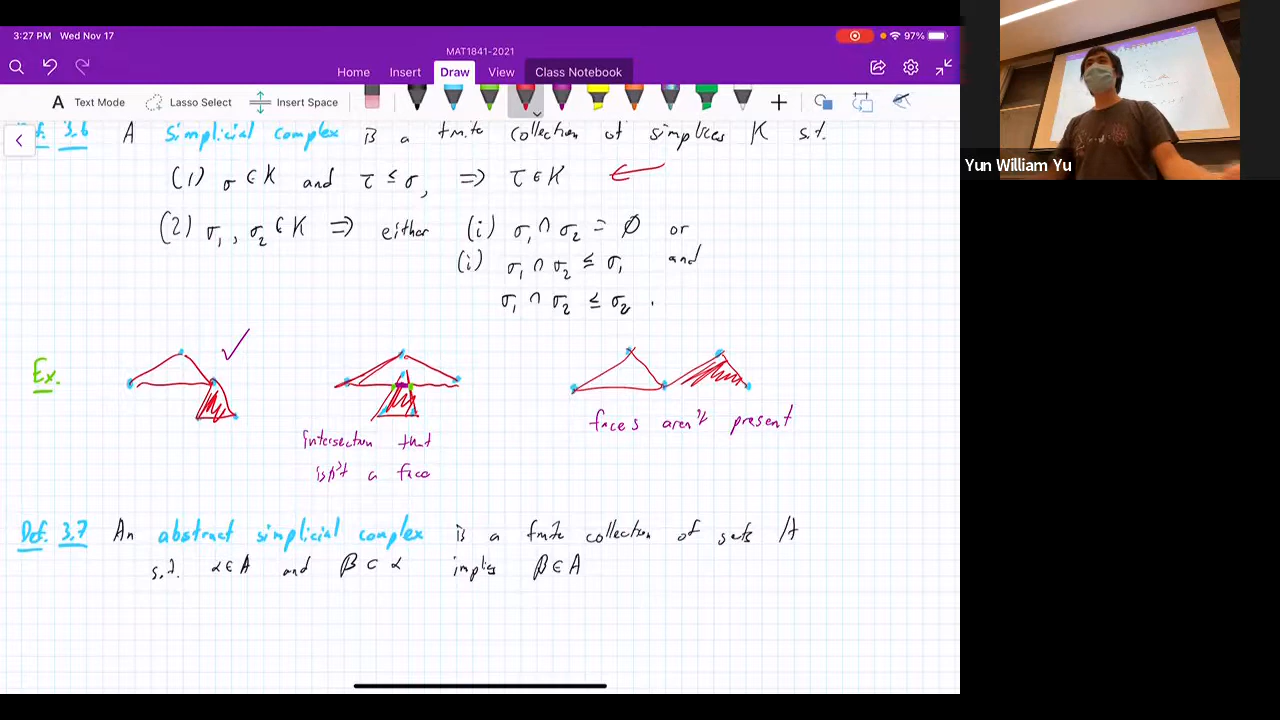 3:27 PM Wed Nov 17
97%
MAT1841-2021
Home Insert Draw View Class Notebook
Text Mode Lasso Select Insert Space
Def. 3.6 A simplicial complex is a finite collection of simplices K s.t.
(1) σ ∈ K and τ ≤ σ, ⇒ τ ∈ K ←
(2) σ₁, σ₂ ∈ K ⇒ either (i) σ₁ ∩ σ₂ = ∅ or
(i) σ₁ ∩ σ₂ ≤ σ₁ and
σ₁ ∩ σ₂ ≤ σ₂.
Ex. ✓
Intersection that
isn't a face
faces aren't present
Def. 3.7 An abstract simplicial complex is a finite collection of sets A
s.t. α ∈ A and β ⊂ α implies β ∈ A
Yun William Yu